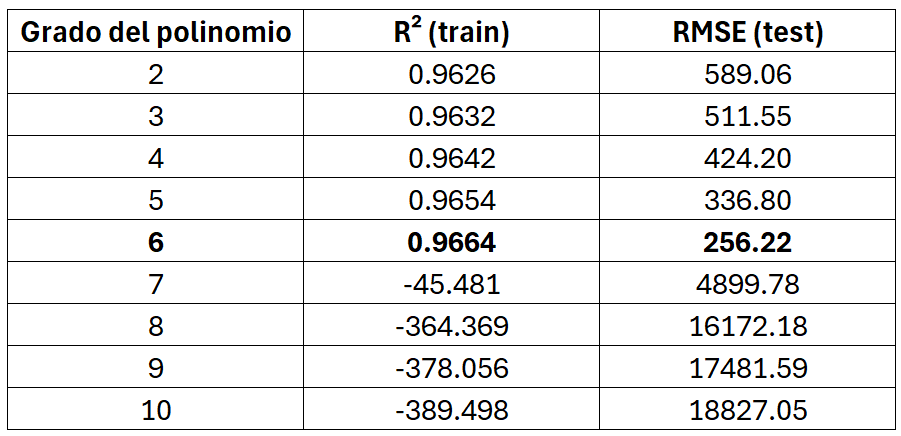 Grado del polinomio R² (train) RMSE (test)
2 0.9626 589.06
3 0.9632 511.55
4 0.9642 424.20
5 0.9654 336.80
6 0.9664 256.22
7 -45.481 4899.78
8 -364.369 16172.18
9 -378.056 17481.59
10 -389.498 18827.05